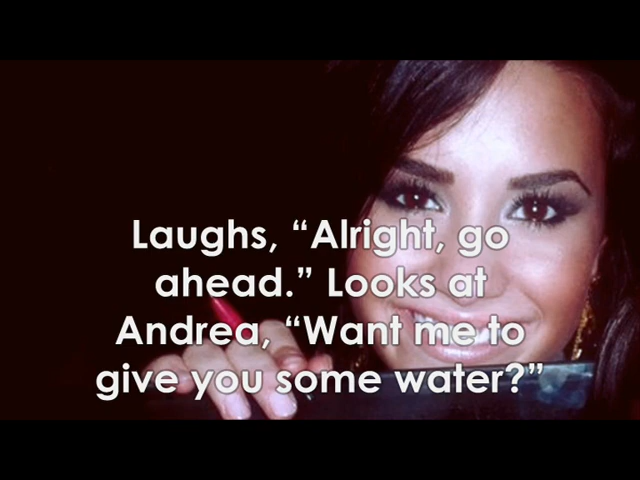 Laughs, “Alright, go
ahead.” Looks at
Andrea, “Want me to
give you some water?”